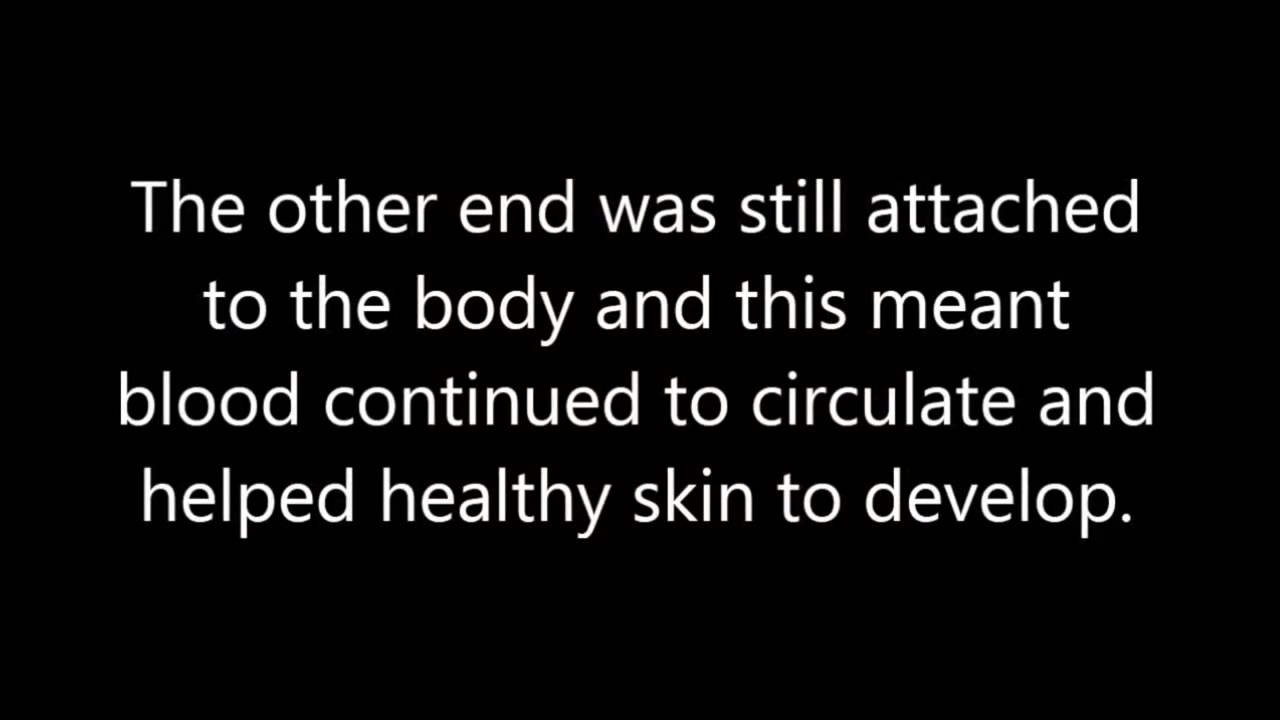 The other end was still attached
to the body and this meant
blood continued to circulate and
helped healthy skin to develop.